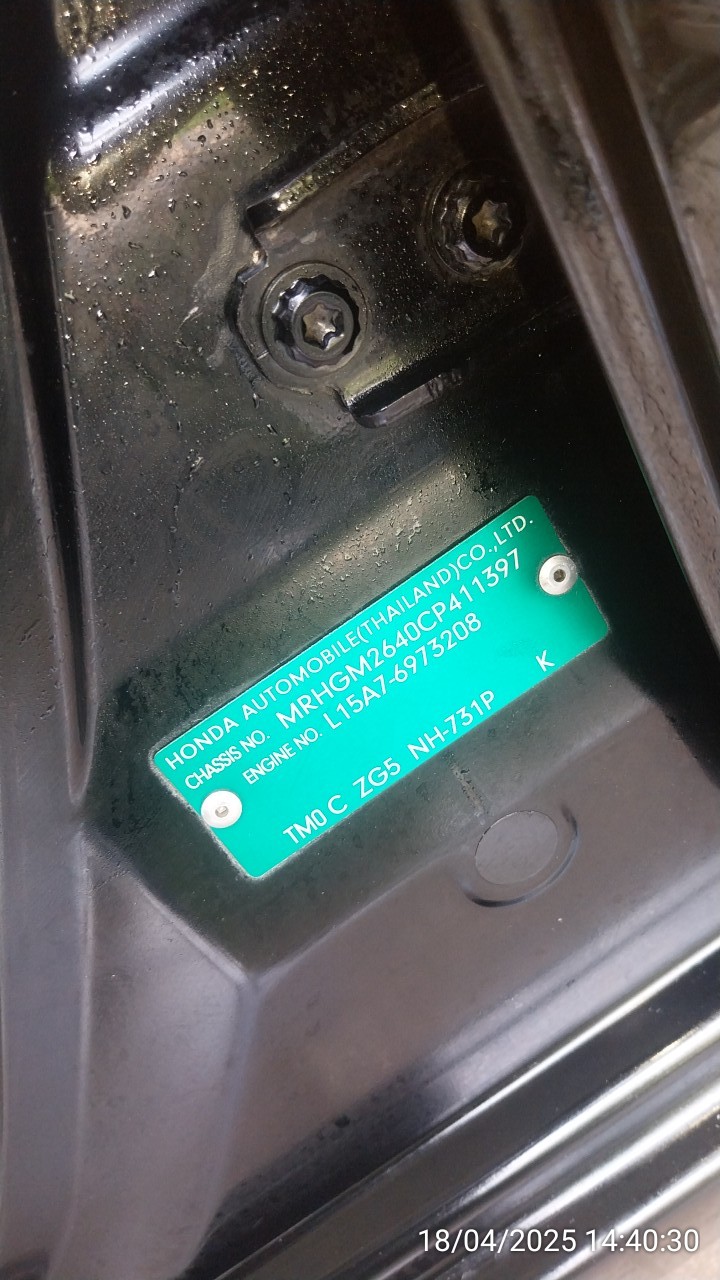 HONDA AUTOMOBILE(THAILAND)CO.,LTD.
CHASSIS NO. MRHGM2640CP411397
ENGINE NO. L15A7-6973208
TM0 C ZG5 NH-731P K
18/04/2025 14:40:30